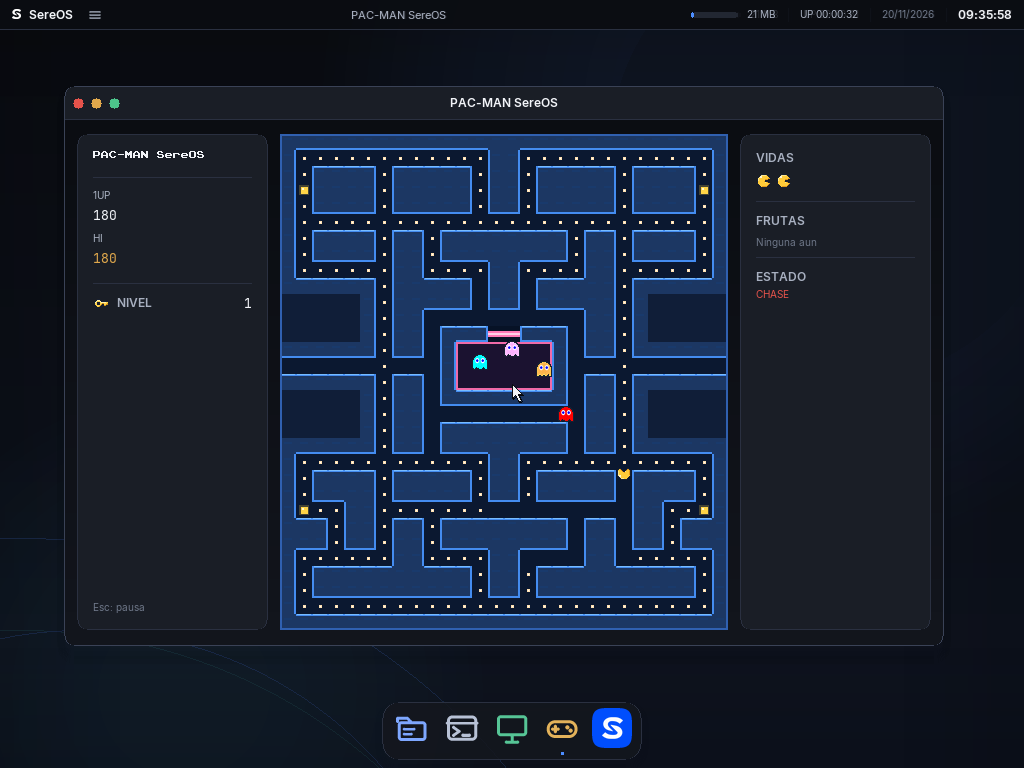 S SereOS
PAC-MAN SereOS
21 MB
UP 00:00:32
20/11/2026
09:35:58
PAC-MAN SereOS
PAC-MAN SereOS
1UP
180
HI
180
NIVEL 1
Esc: pausa
VIDAS
FRUTAS
Ninguna aun
ESTADO
CHASE
S